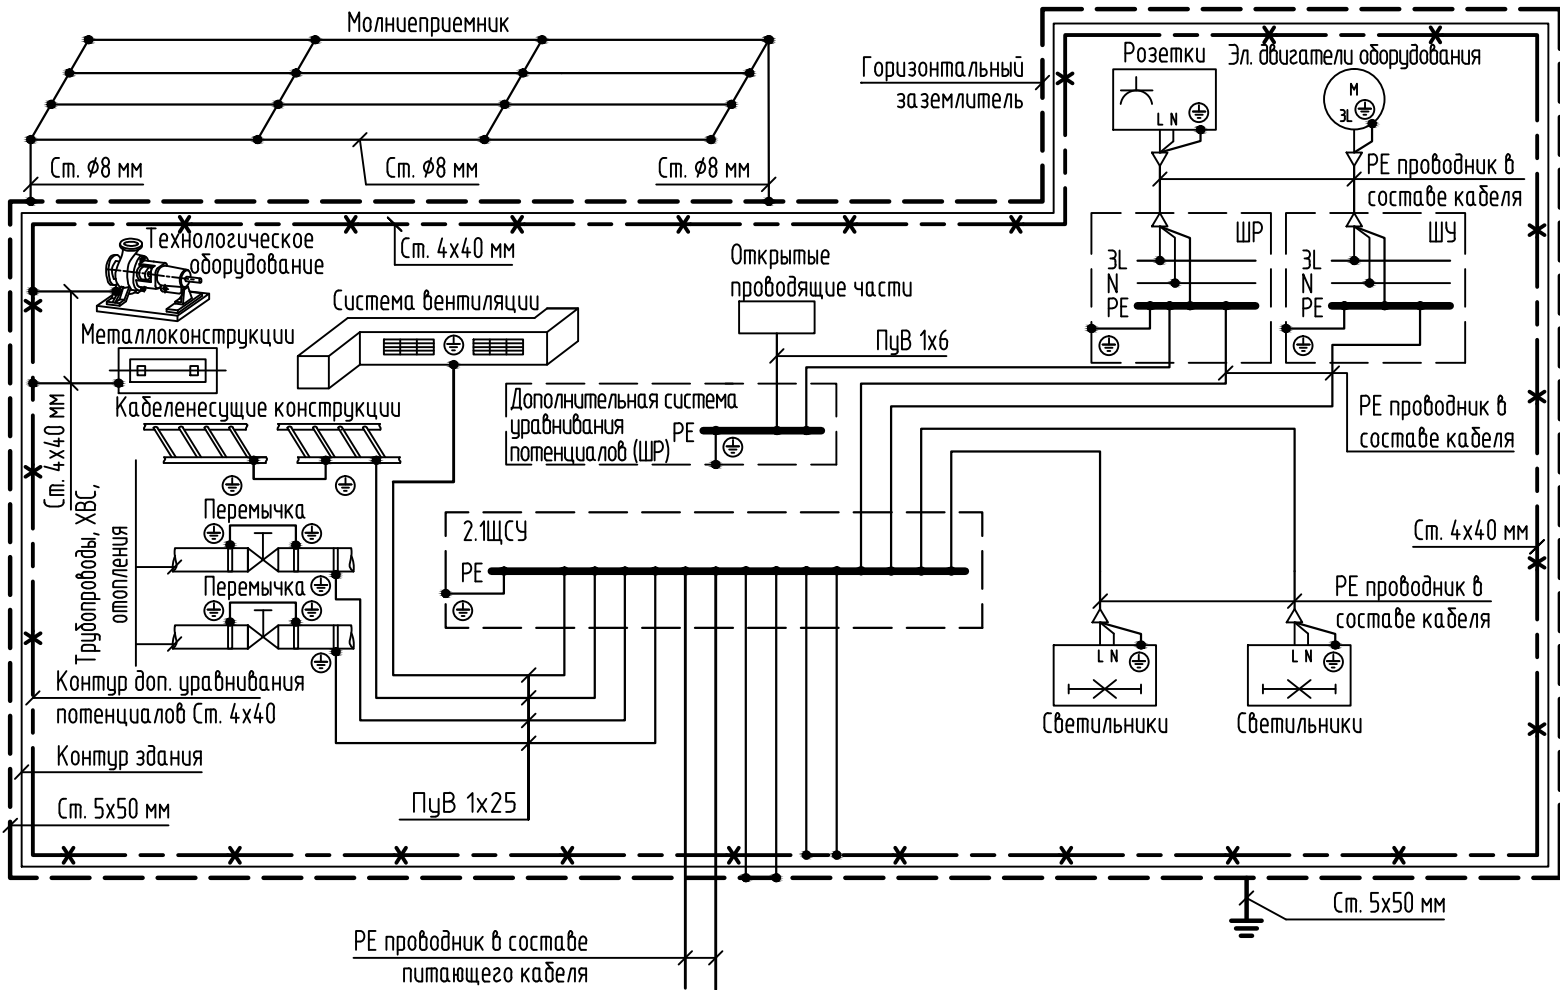 Молниеприемник
Ст. ϕ8 мм
Ст. ϕ8 мм
Ст. ϕ8 мм
Горизонтальный
заземлитель
Розетки
Эл. двигатели оборудования
L N
M
3L
PE проводник в
составе кабеля
ШР
3L
N
PE
ШУ
3L
N
PE
Ст. 4х40 мм
Технологическое
оборудование
Открытые
проводящие части
Система вентиляции
Металлоконструкции
ПуВ 1х6
Кабеленесущие конструкции
Дополнительная система
уравнивания
потенциалов (ШР)
PE
PE проводник в
составе кабеля
Ст. 4х40 мм
Трубопроводы, ХВС,
отопления
Перемычка
Перемычка
2.1ЩСУ
PE
Ст. 4х40 мм
PE проводник в
составе кабеля
L N
L N
Светильники
Светильники
Контур доп. уравнивания
потенциалов Ст. 4х40
Контур здания
Ст. 5х50 мм
ПуВ 1х25
Ст. 5х50 мм
PE проводник в составе
питающего кабеля